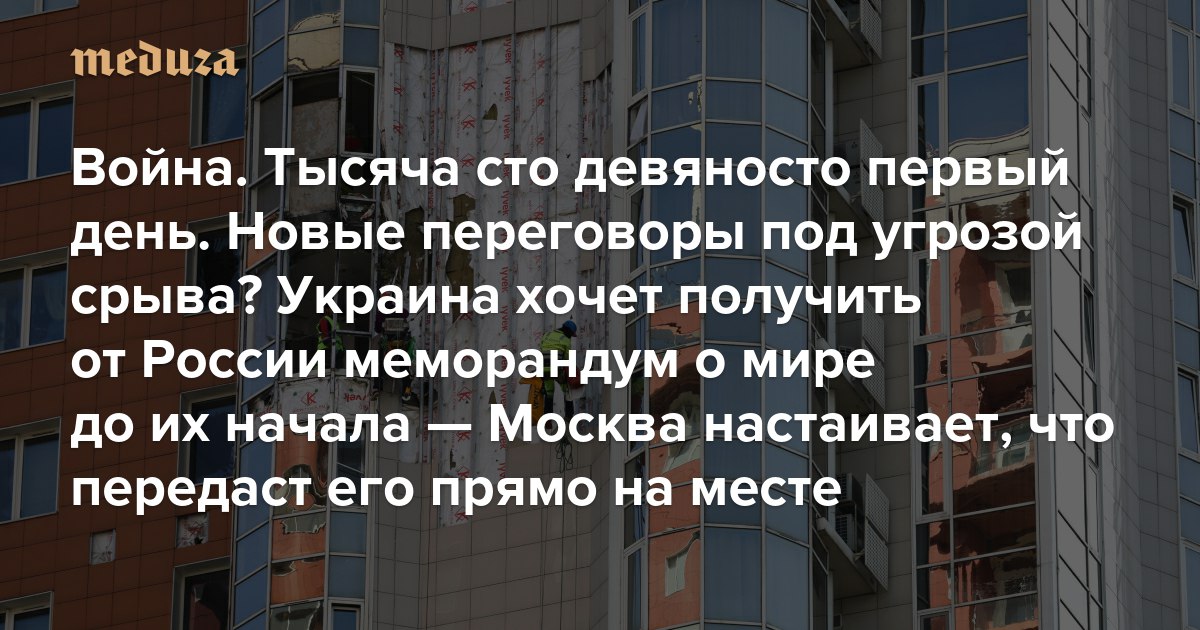 meduza
Война. Тысяча сто девяносто первый
день. Новые переговоры под угрозой
срыва? Украина хочет получить
от России меморандум о мире
до их начала — Москва настаивает, что
передаст его прямо на месте